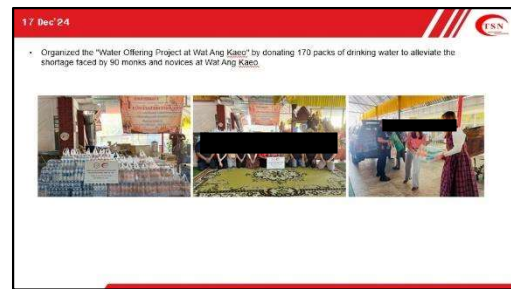 17 Dec'24
TSN
• Organized the "Water Offering Project at Wat Ang Kaeo" by donating 170 packs of drinking water to alleviate the
shortage faced by 90 monks and novices at Wat Ang Kaeo